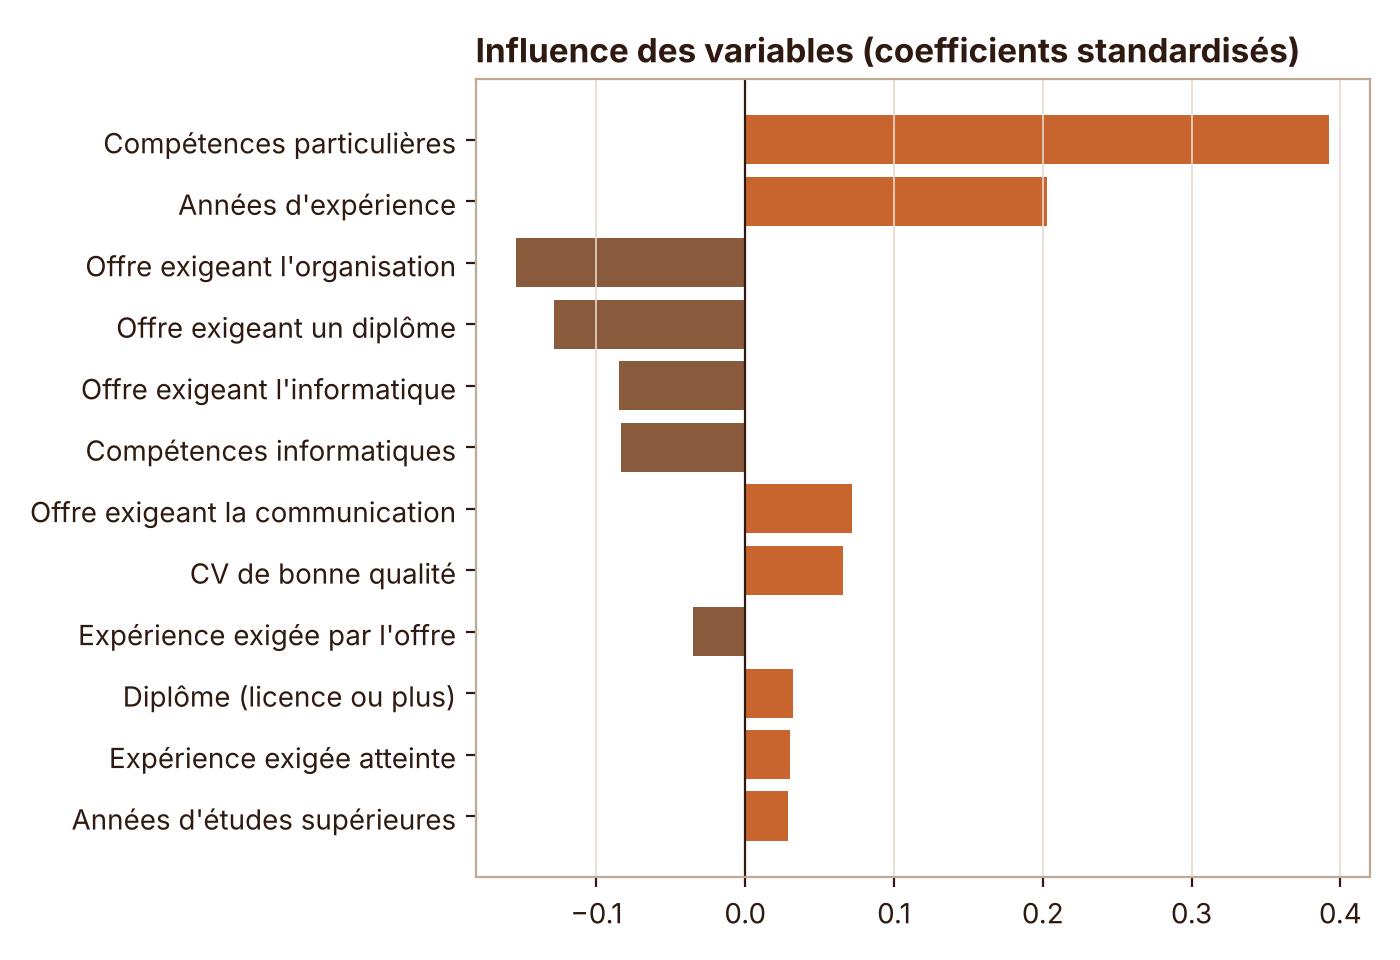 Influence des variables (coefficients standardisés)
Compétences particulières
Années d'expérience
Offre exigeant l'organisation
Offre exigeant un diplôme
Offre exigeant l'informatique
Compétences informatiques
Offre exigeant la communication
CV de bonne qualité
Expérience exigée par l'offre
Diplôme (licence ou plus)
Expérience exigée atteinte
Années d'études supérieures
−0.1 0.0 0.1 0.2 0.3 0.4